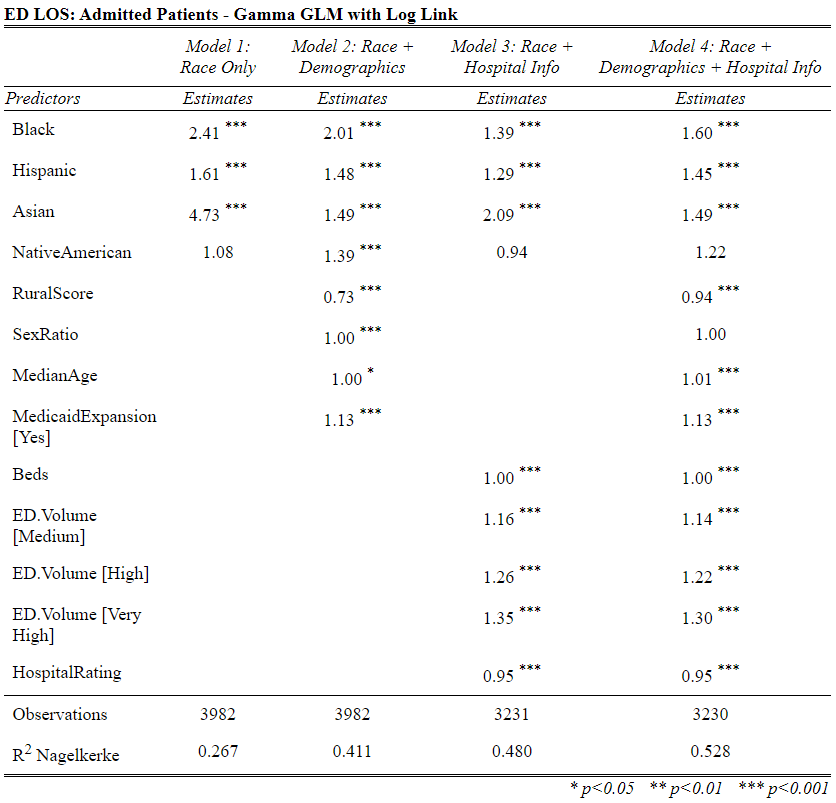 ED LOS: Admitted Patients - Gamma GLM with Log Link
Model 1: Race Only Model 2: Race + Demographics Model 3: Race + Hospital Info Model 4: Race + Demographics + Hospital Info
Predictors Estimates Estimates Estimates Estimates
Black 2.41 *** 2.01 *** 1.39 *** 1.60 ***
Hispanic 1.61 *** 1.48 *** 1.29 *** 1.45 ***
Asian 4.73 *** 1.49 *** 2.09 *** 1.49 ***
NativeAmerican 1.08 1.39 *** 0.94 1.22
RuralScore 0.73 *** 0.94 ***
SexRatio 1.00 *** 1.00
MedianAge 1.00 * 1.01 ***
MedicaidExpansion [Yes] 1.13 *** 1.13 ***
Beds 1.00 *** 1.00 ***
ED.Volume [Medium] 1.16 *** 1.14 ***
ED.Volume [High] 1.26 *** 1.22 ***
ED.Volume [Very High] 1.35 *** 1.30 ***
HospitalRating 0.95 *** 0.95 ***
Observations 3982 3982 3231 3230
R2 Nagelkerke 0.267 0.411 0.480 0.528
* p<0.05 ** p<0.01 *** p<0.001